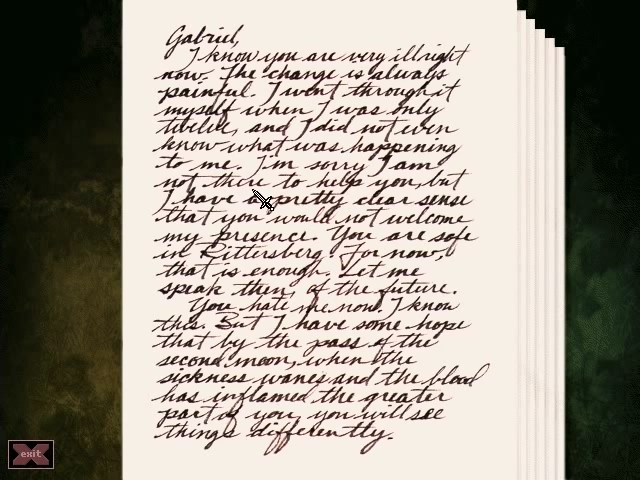 Gabriel,
I know you are very ill right
now. The change is always
painful. I went through it
myself when I was only
twelve, and I did not even
know what was happening
to me. I'm sorry I am
not there to help you, but
I have a pretty clear sense
that you would not welcome
my presence. You are safe
in Rittersberg. For now,
that is enough. Let me
speak then, of the future.
You hate me now. I know
this. But I have some hope
that by the pass of the
second moon, when the
sickness wanes and the blood
has inflamed the greater
part of you, you will see
things differently.
exit